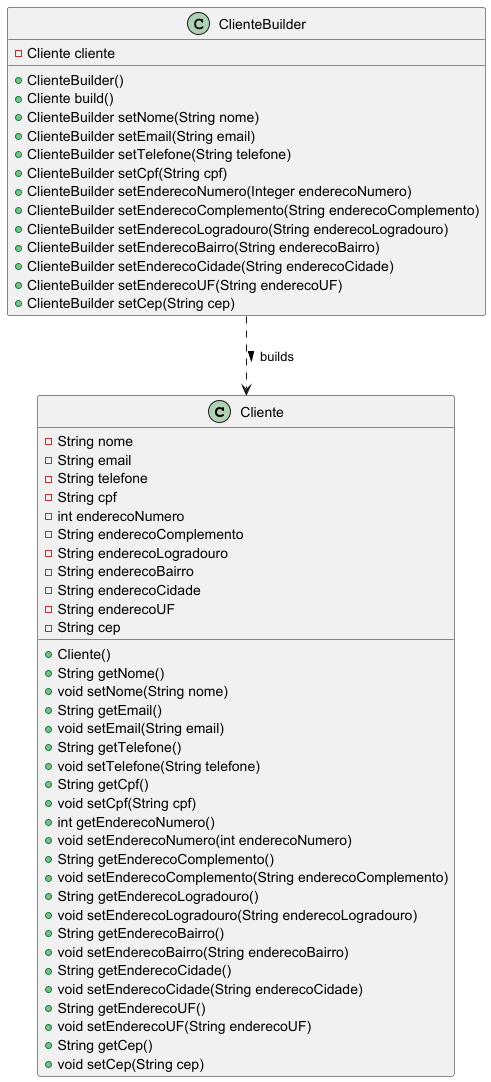 C ClienteBuilder
Cliente cliente
ClienteBuilder()
Cliente build()
ClienteBuilder setNome(String nome)
ClienteBuilder setEmail(String email)
ClienteBuilder setTelefone(String telefone)
ClienteBuilder setCpf(String cpf)
ClienteBuilder setEnderecoNumero(Integer enderecoNumero)
ClienteBuilder setEnderecoComplemento(String enderecoComplemento)
ClienteBuilder setEnderecoLogradouro(String enderecoLogradouro)
ClienteBuilder setEnderecoBairro(String enderecoBairro)
ClienteBuilder setEnderecoCidade(String enderecoCidade)
ClienteBuilder setEnderecoUF(String enderecoUF)
ClienteBuilder setCep(String cep)
builds
C Cliente
String nome
String email
String telefone
String cpf
int enderecoNumero
String enderecoComplemento
String enderecoLogradouro
String enderecoBairro
String enderecoCidade
String enderecoUF
String cep
Cliente()
String getNome()
void setNome(String nome)
String getEmail()
void setEmail(String email)
String getTelefone()
void setTelefone(String telefone)
String getCpf()
void setCpf(String cpf)
int getEnderecoNumero()
void setEnderecoNumero(int enderecoNumero)
String getEnderecoComplemento()
void setEnderecoComplemento(String enderecoComplemento)
String getEnderecoLogradouro()
void setEnderecoLogradouro(String enderecoLogradouro)
String getEnderecoBairro()
void setEnderecoBairro(String enderecoBairro)
String getEnderecoCidade()
void setEnderecoCidade(String enderecoCidade)
String getEnderecoUF()
void setEnderecoUF(String enderecoUF)
String getCep()
void setCep(String cep)